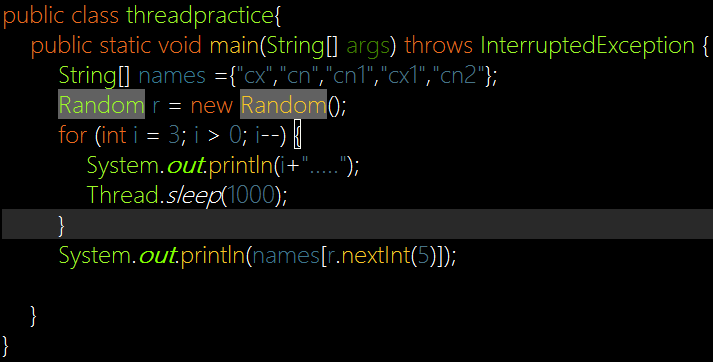 public class threadpractice{
public static void main(String[] args) throws InterruptedException {
String[] names ={"cx","cn","cn1","cx1","cn2"};
Random r = new Random();
for (int i = 3; i > 0; i--) {
System.out.println(i+".....");
Thread.sleep(1000);
}
System.out.println(names[r.nextInt(5)]);
}
}